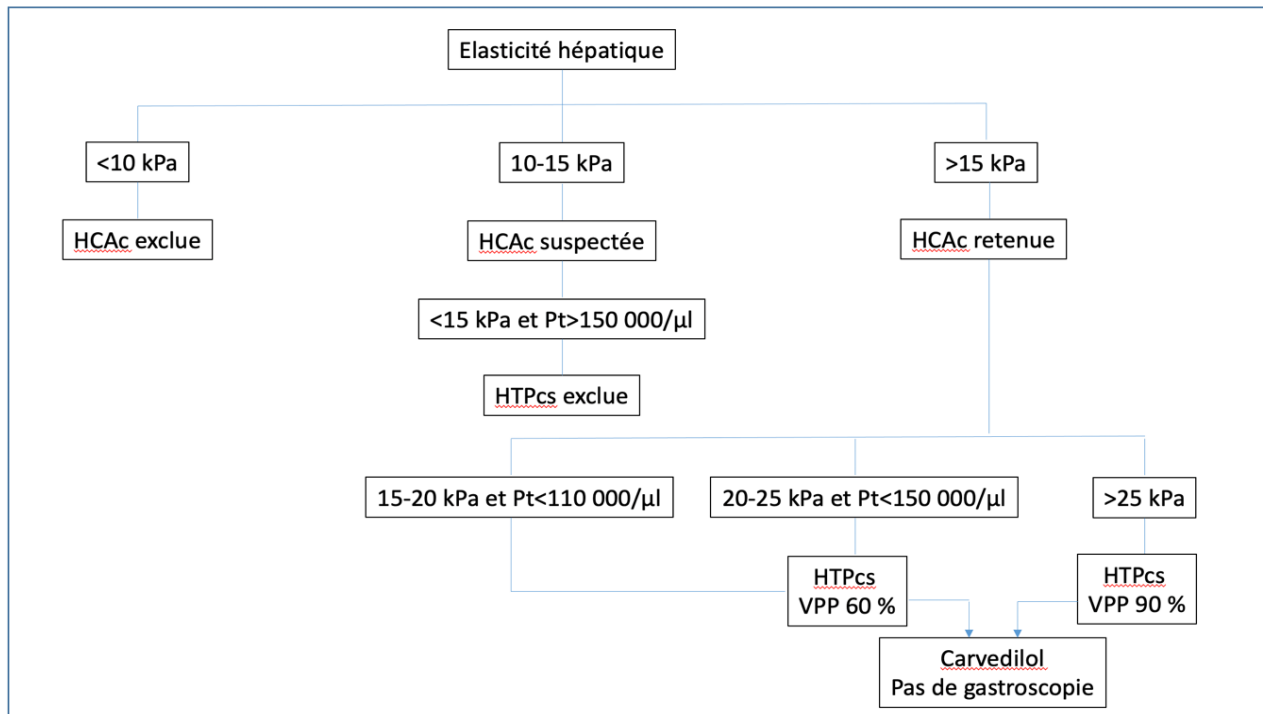 Elasticité hépatique
<10 kPa
10-15 kPa
>15 kPa
HCAc exclue
HCAc suspectée
HCAc retenue
<15 kPa et Pt>150 000/µl
HTPcs exclue
15-20 kPa et Pt<110 000/µl
20-25 kPa et Pt<150 000/µl
>25 kPa
HTPcs
VPP 60 %
HTPcs
VPP 90 %
Carvedilol
Pas de gastroscopie